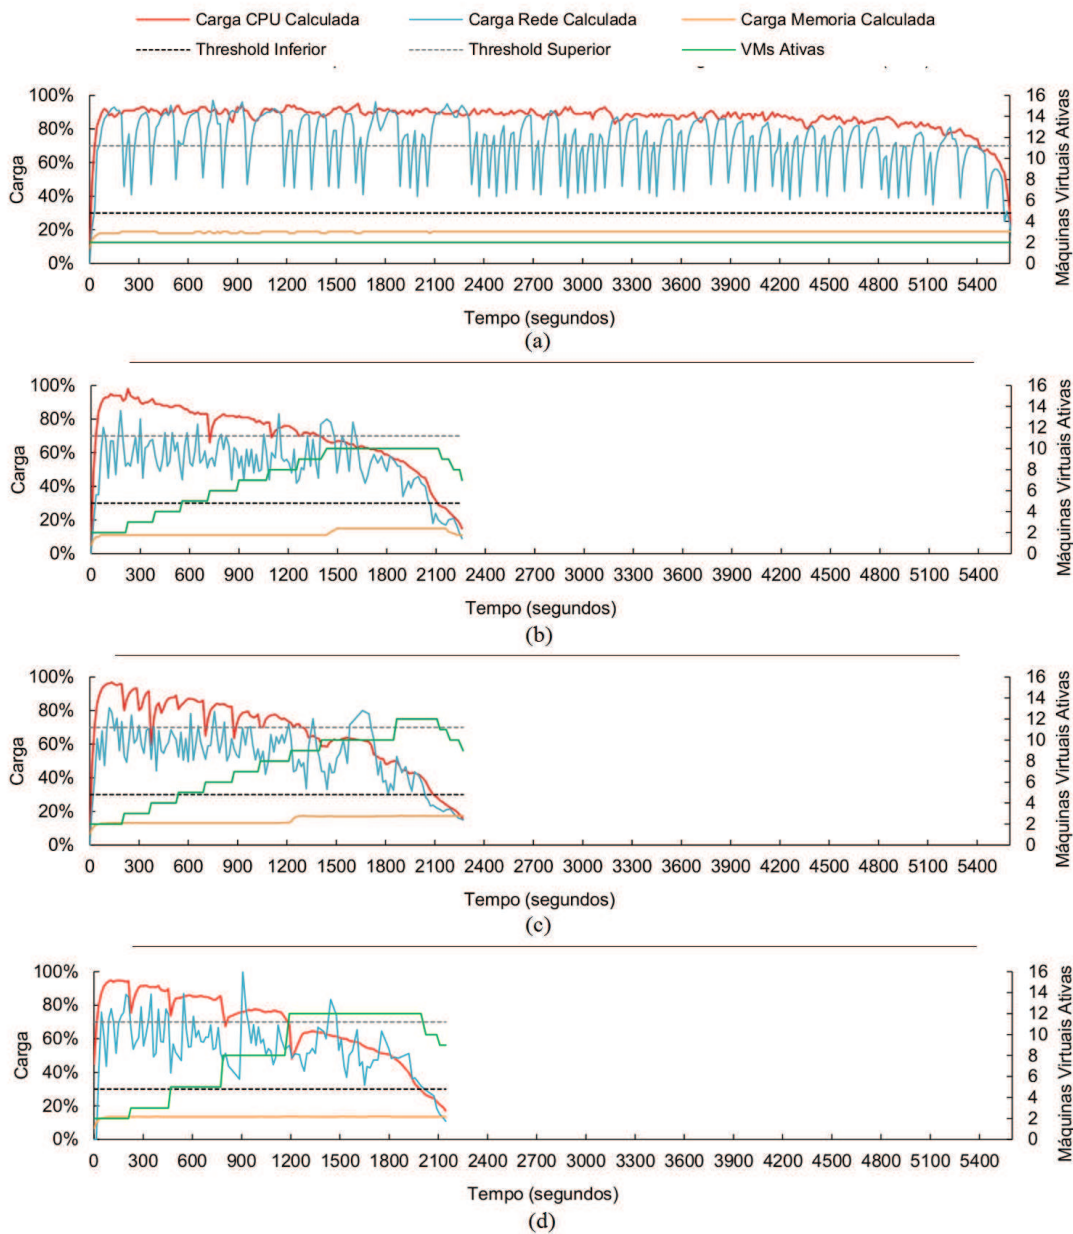 Carga CPU Calculada Carga Rede Calculada Carga Memoria Calculada
Threshold Inferior Threshold Superior VMs Ativas
100%
80%
60%
40%
20%
0%
Carga
16
14
12
10
8
6
4
2
0
Máquinas Virtuais Ativas
0 300 600 900 1200 1500 1800 2100 2400 2700 3000 3300 3600 3900 4200 4500 4800 5100 5400
Tempo (segundos)
(a)
100%
80%
60%
40%
20%
0%
Carga
16
14
12
10
8
6
4
2
0
Máquinas Virtuais Ativas
0 300 600 900 1200 1500 1800 2100 2400 2700 3000 3300 3600 3900 4200 4500 4800 5100 5400
Tempo (segundos)
(b)
100%
80%
60%
40%
20%
0%
Carga
16
14
12
10
8
6
4
2
0
Máquinas Virtuais Ativas
0 300 600 900 1200 1500 1800 2100 2400 2700 3000 3300 3600 3900 4200 4500 4800 5100 5400
Tempo (segundos)
(c)
100%
80%
60%
40%
20%
0%
Carga
16
14
12
10
8
6
4
2
0
Máquinas Virtuais Ativas
0 300 600 900 1200 1500 1800 2100 2400 2700 3000 3300 3600 3900 4200 4500 4800 5100 5400
Tempo (segundos)
(d)